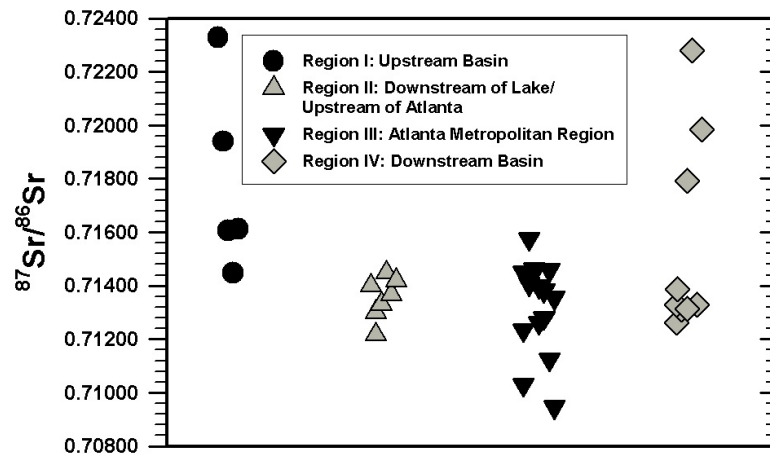 0.72400
0.72200
0.72000
0.71800
0.71600
0.71400
0.71200
0.71000
0.70800
87Sr/86Sr
Region I: Upstream Basin
Region II: Downstream of Lake/
Upstream of Atlanta
Region III: Atlanta Metropolitan Region
Region IV: Downstream Basin